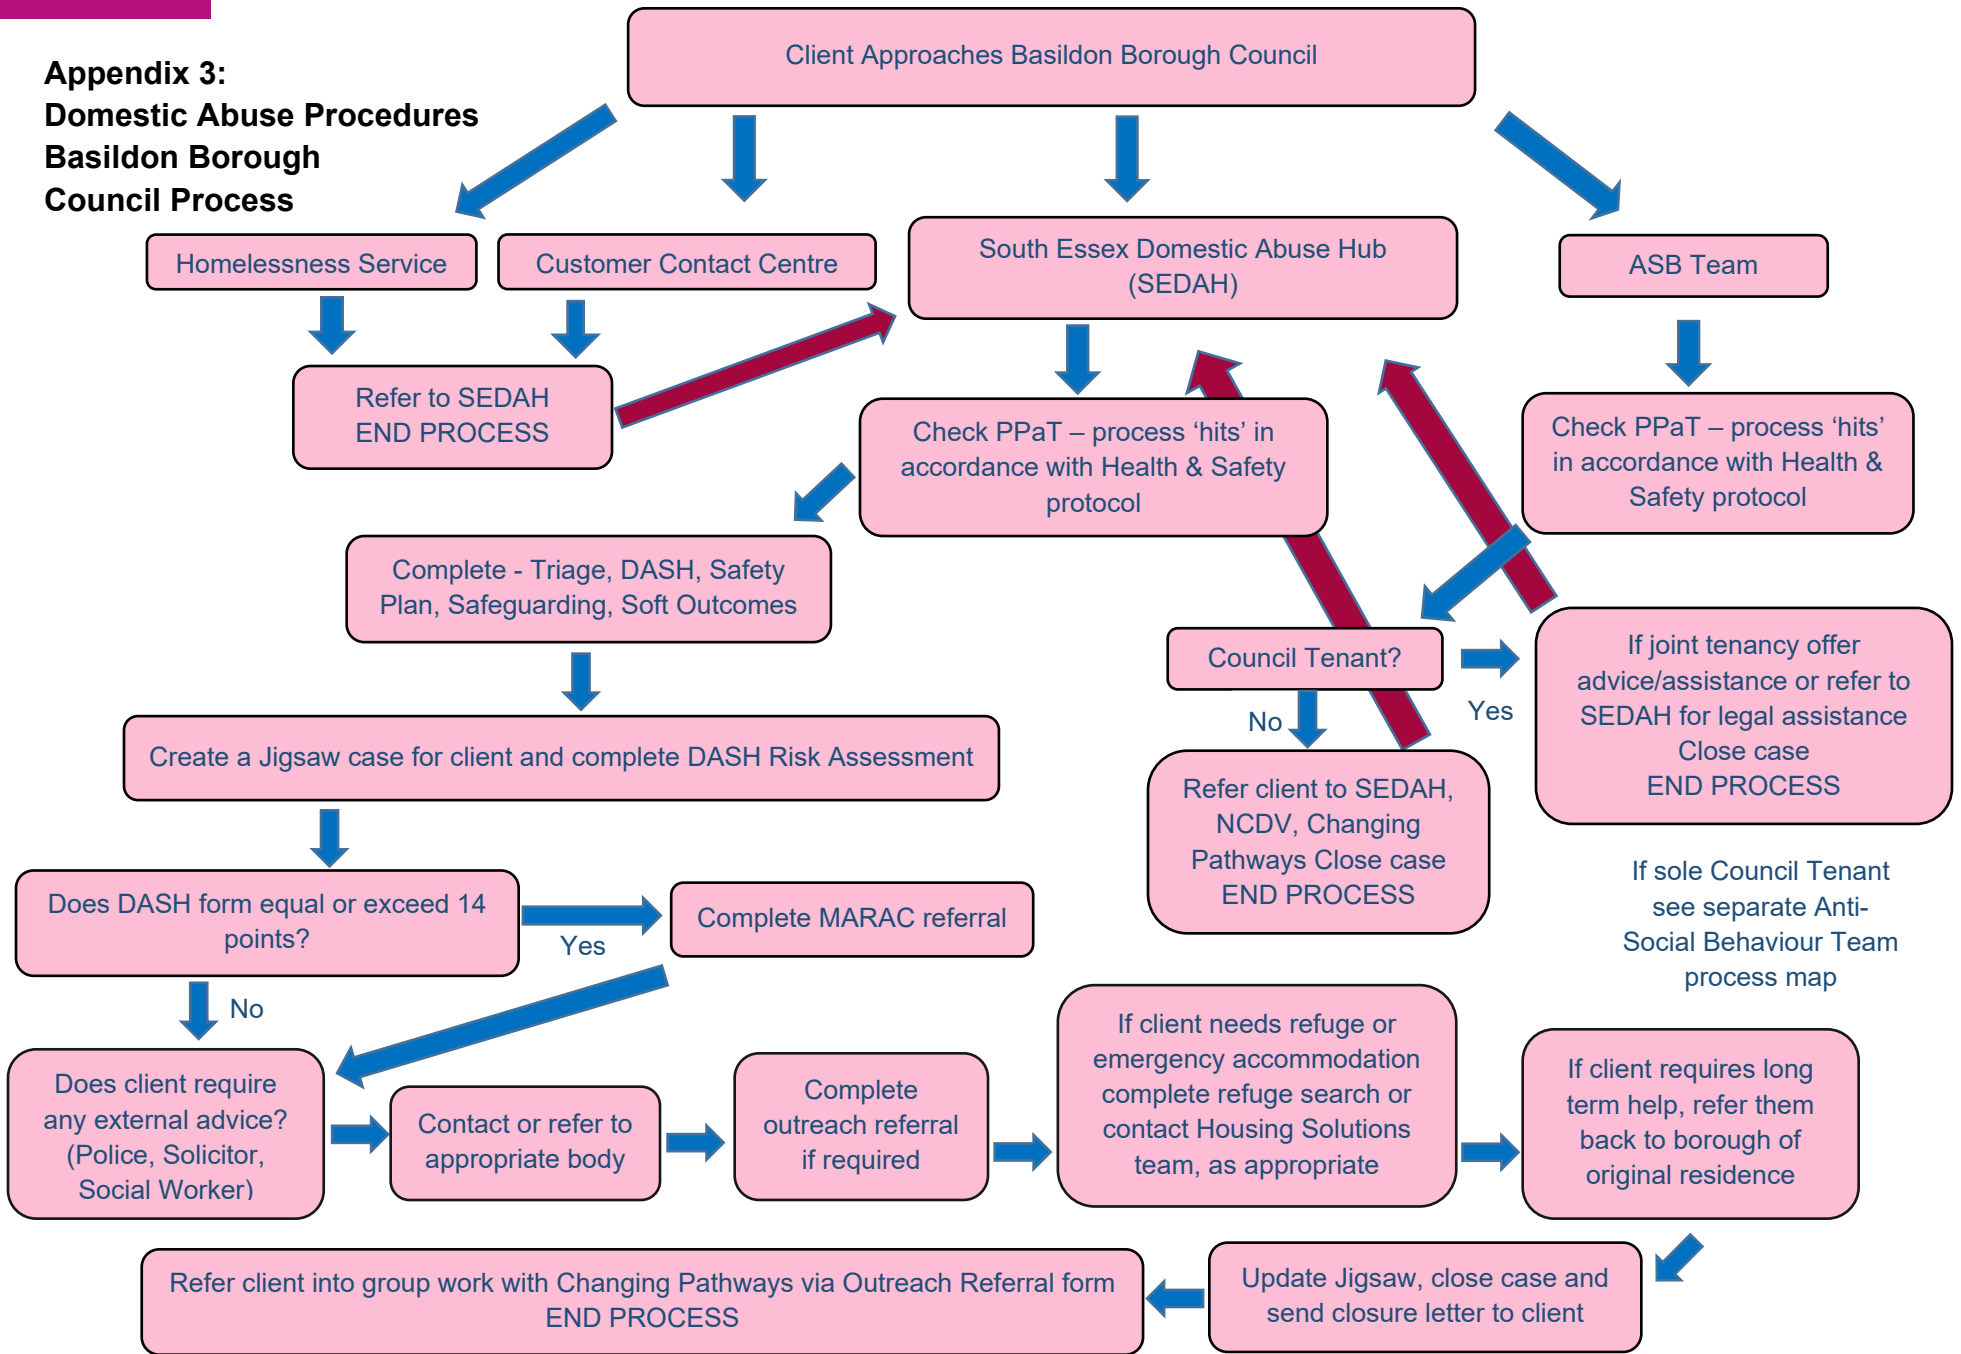 Appendix 3:
Domestic Abuse Procedures
Basildon Borough
Council Process
Client Approaches Basildon Borough Council
Homelessness Service
Customer Contact Centre
South Essex Domestic Abuse Hub
(SEDAH)
ASB Team
Refer to SEDAH
END PROCESS
Check PPaT – process ‘hits’ in
accordance with Health & Safety
protocol
Check PPaT – process ‘hits’
in accordance with Health &
Safety protocol
Complete - Triage, DASH, Safety
Plan, Safeguarding, Soft Outcomes
Council Tenant?
Yes
No
If joint tenancy offer
advice/assistance or refer to
SEDAH for legal assistance
Close case
END PROCESS
Create a Jigsaw case for client and complete DASH Risk Assessment
Refer client to SEDAH,
NCDV, Changing
Pathways Close case
END PROCESS
If sole Council Tenant
see separate Anti-
Social Behaviour Team
process map
Does DASH form equal or exceed 14
points?
Yes
Complete MARAC referral
No
Does client require
any external advice?
(Police, Solicitor,
Social Worker)
Contact or refer to
appropriate body
Complete
outreach referral
if required
If client needs refuge or
emergency accommodation
complete refuge search or
contact Housing Solutions
team, as appropriate
If client requires long
term help, refer them
back to borough of
original residence
Update Jigsaw, close case and
send closure letter to client
Refer client into group work with Changing Pathways via Outreach Referral form
END PROCESS